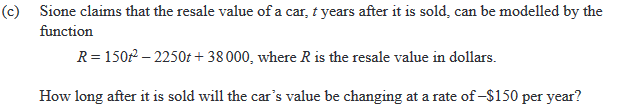 (c) Sione claims that the resale value of a car, t years after it is sold, can be modelled by the
function
R = 150t² – 2250t + 38 000, where R is the resale value in dollars.
How long after it is sold will the car's value be changing at a rate of –$150 per year?